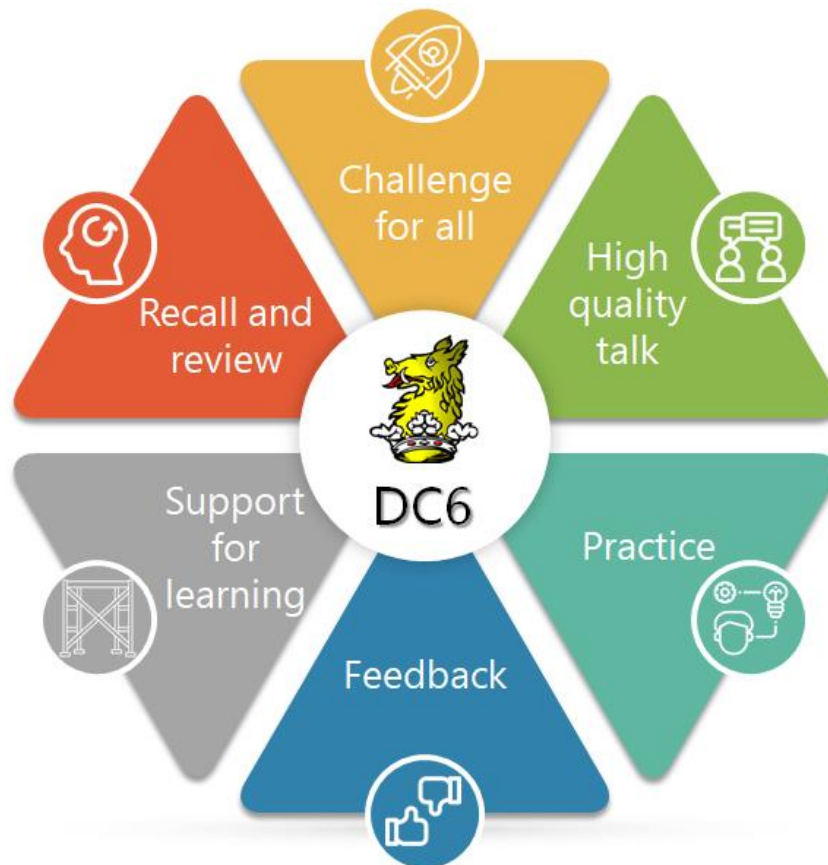 Challenge
for all
High
quality
talk
Practice
Feedback
Support
for
learning
Recall and
review
DC6